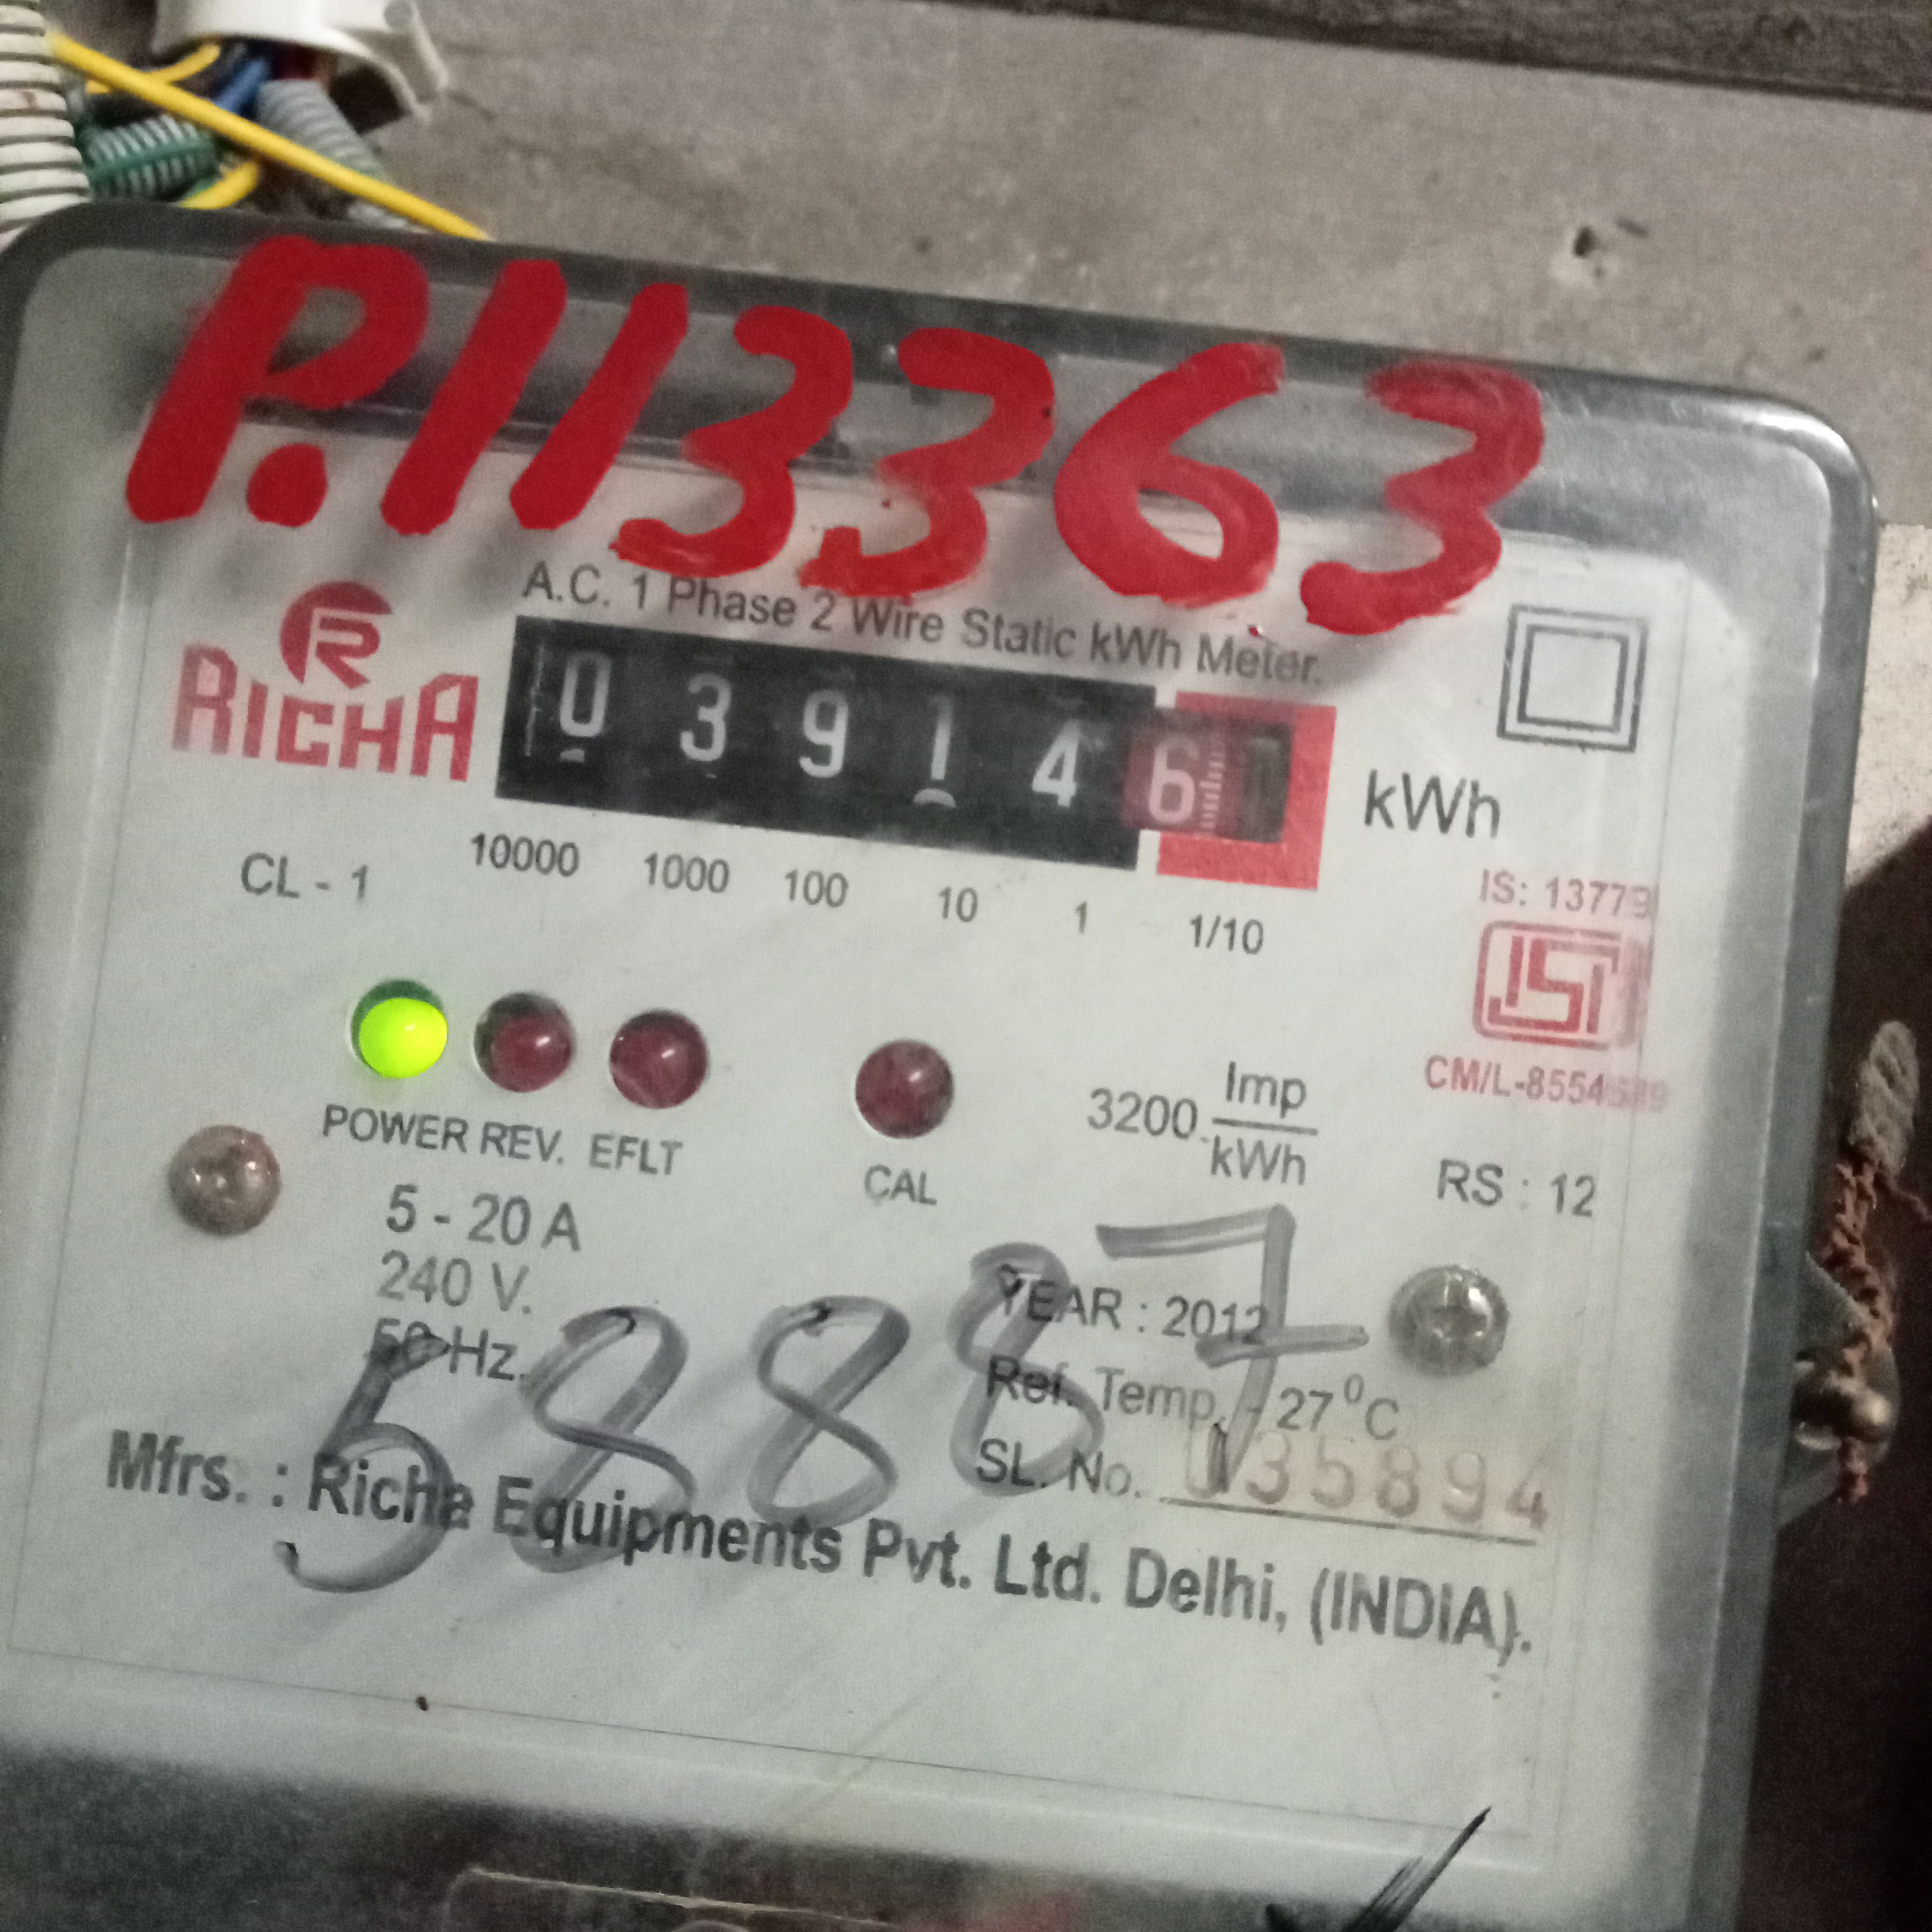 P.113363
A.C. 1 Phase 2 Wire Static kWh Meter.
RICHA
0 3 9 1 4 6
kWh
10000 1000 100 10 1 1/10
CL - 1
IS: 13779
ISI
CM/L-8554
POWER REV. EFLT
CAL
3200 Imp
kWh
RS : 12
5 - 20 A
240 V.
50 Hz.
58887
YEAR : 2012
Ref. Temp. - 27 °C
SL. No. 035894
Mfrs. : Richa Equipments Pvt. Ltd. Delhi, (INDIA).